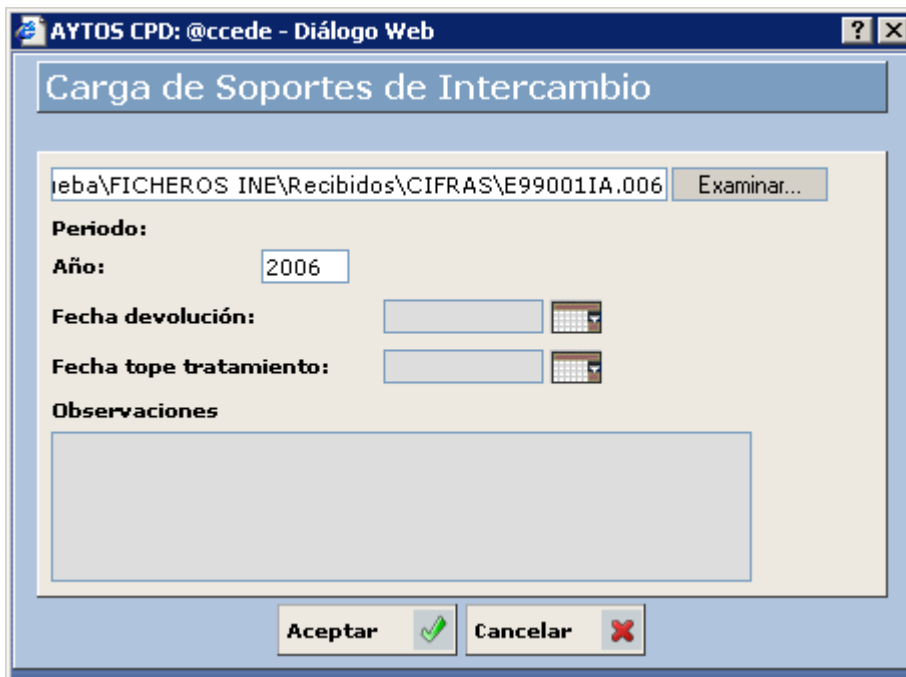 AYTOS CPD: @ccede - Diálogo Web
Carga de Soportes de Intercambio
ueba\FICHEROS INE\Recibidos\CIFRAS\E99001IA.006 Examinar...
Periodo:
Año: 2006
Fecha devolución:
Fecha tope tratamiento:
Observaciones
Aceptar Cancelar